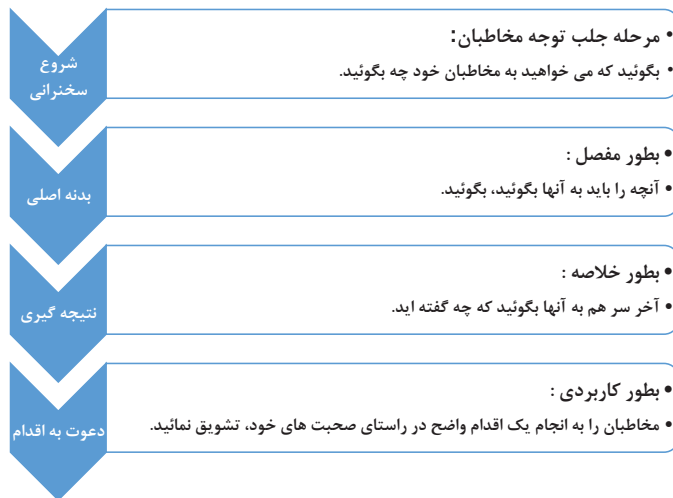 شروع
سخنرانی
• مرحله جلب توجه مخاطبان:
• بگوئید که می خواهید به مخاطبان خود چه بگوئید.
بدنه اصلی
• بطور مفصل :
• آنچه را باید به آنها بگوئید، بگوئید.
نتیجه گیری
• بطور خلاصه :
• آخر سر هم به آنها بگوئید که چه گفته اید.
دعوت به اقدام
• بطور کاربردی :
• مخاطبان را به انجام یک اقدام واضح در راستای صحبت های خود، تشویق نمائید.